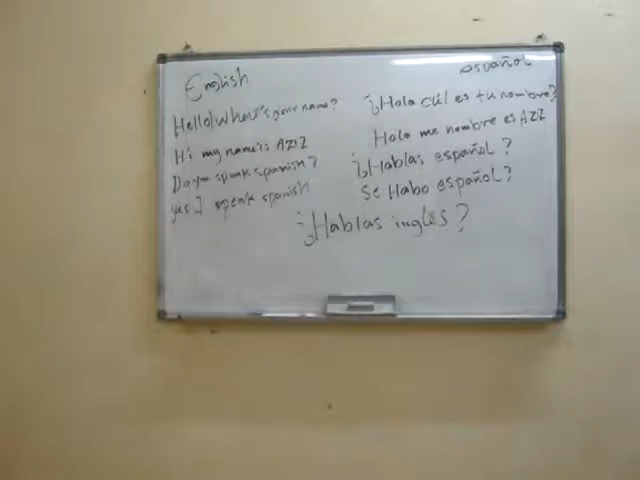 English
Hello! What's your name?
Hi my name is AZIZ
Do you speak spanish?
yes I speak spanish
español
¿Hola cúl es tu nombre?
Hola me nombre es AZIZ
¿Hablas español?
Se Habo español?
¿Hablas ingles?